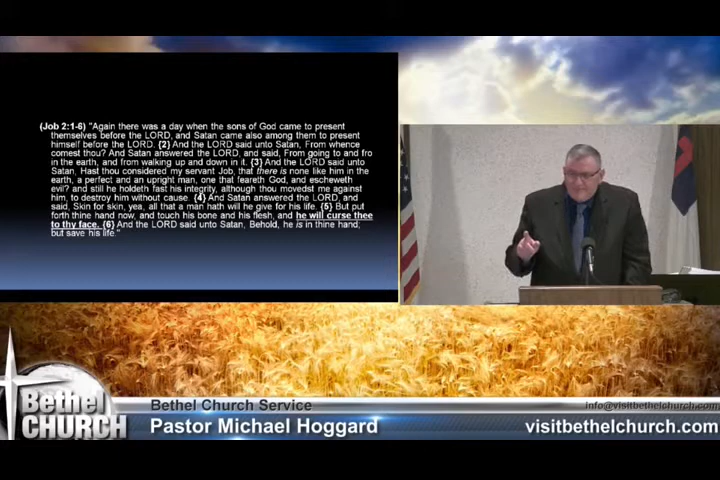 (Job 2:1-6) "Again there was a day when the sons of God came to present
themselves before the LORD, and Satan came also among them to present
himself before the LORD. {2} And the LORD said unto Satan, From whence
comest thou? And Satan answered the LORD, and said, From going to and fro
in the earth, and from walking up and down in it. {3} And the LORD said unto
Satan, Hast thou considered my servant Job, that there is none like him in the
earth, a perfect and an upright man, one that feareth God, and escheweth
evil? and still he holdeth fast his integrity, although thou movedst me against
him, to destroy him without cause. {4} And Satan answered the LORD, and
said, Skin for skin, yea, all that a man hath will he give for his life. {5} But put
forth thine hand now, and touch his bone and his flesh, and he will curse thee
to thy face. {6} And the LORD said unto Satan, Behold, he is in thine hand;
but save his life."
Bethel
CHURCH
Bethel Church Service
Pastor Michael Hoggard
info@visitbethelchurch.com
visitbethelchurch.com